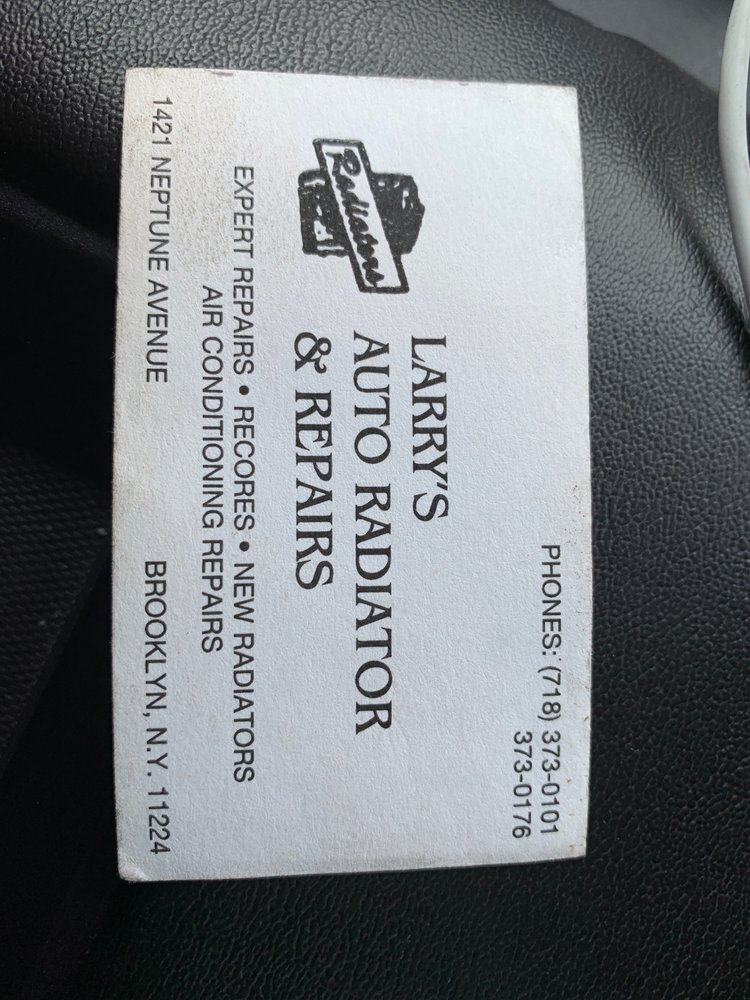 PHONES: (718) 373-0101
373-0176
Radiators
LARRY'S
AUTO RADIATOR
& REPAIRS
EXPERT REPAIRS • RECORES • NEW RADIATORS
AIR CONDITIONING REPAIRS
1421 NEPTUNE AVENUE
BROOKLYN, N.Y. 11224